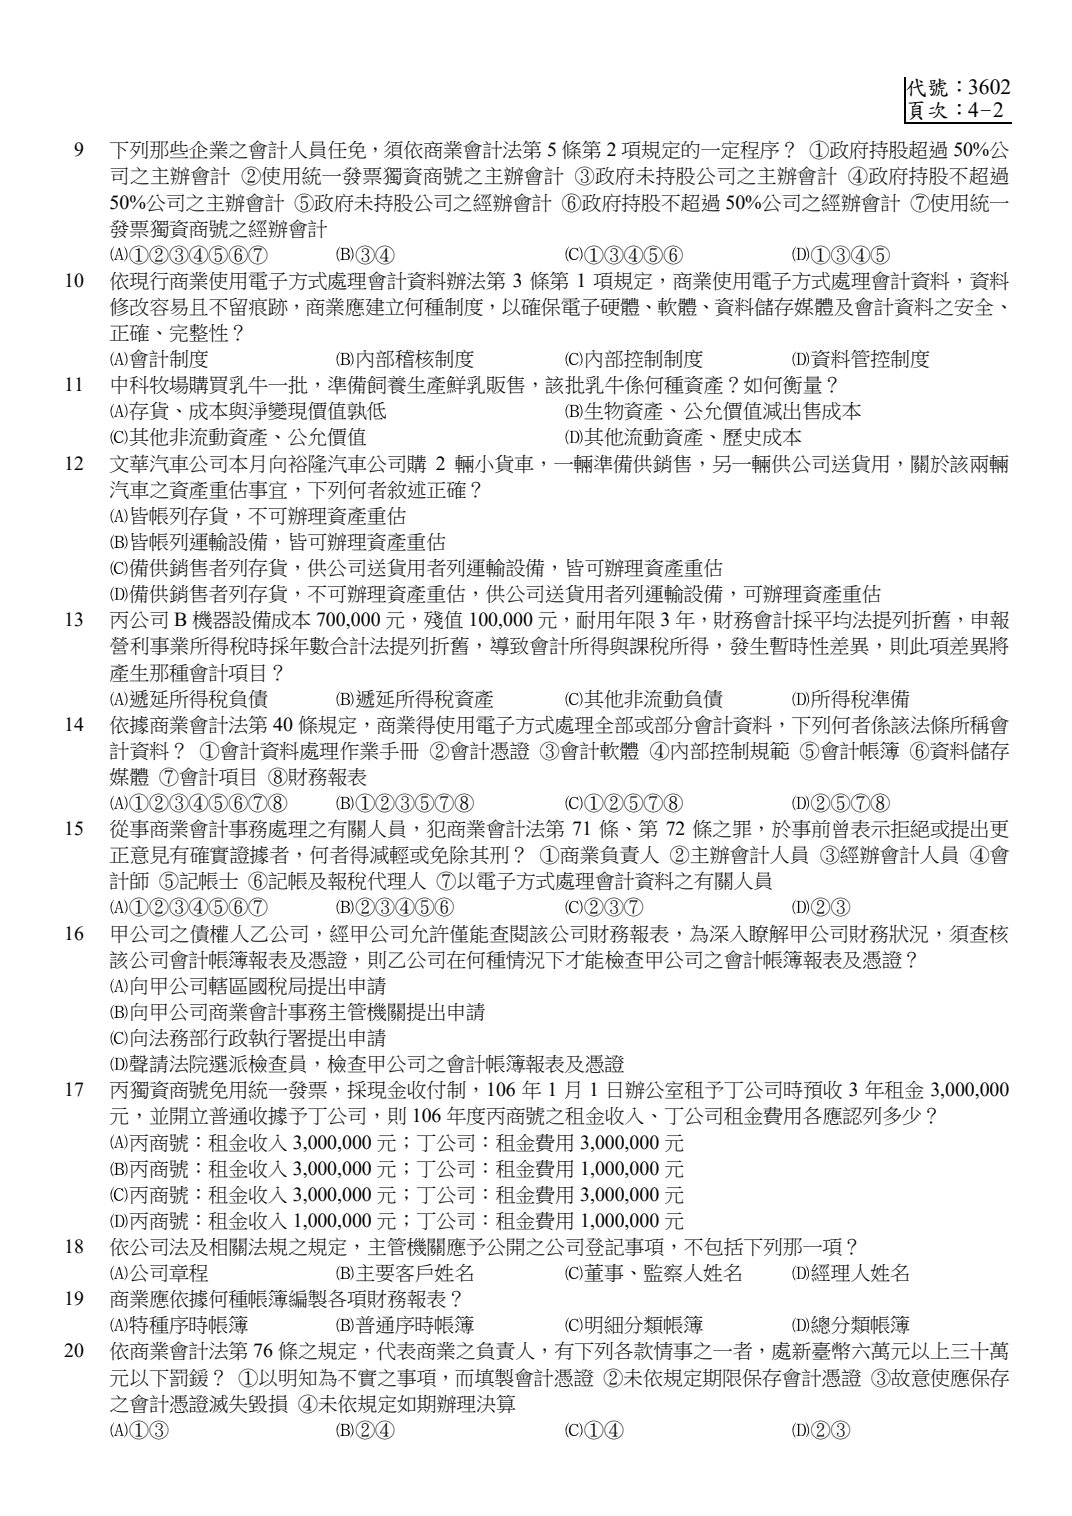 代號：3602
頁次：4－2
9 下列那些企業之會計人員任免，須依商業會計法第 5 條第 2 項規定的一定程序？ ①政府持股超過 50%公
司之主辦會計 ②使用統一發票獨資商號之主辦會計 ③政府未持股公司之主辦會計 ④政府持股不超過
50%公司之主辦會計 ⑤政府未持股公司之經辦會計 ⑥政府持股不超過 50%公司之經辦會計 ⑦使用統一
發票獨資商號之經辦會計
(A)①②③④⑤⑥⑦ (B)③④ (C)①③④⑤⑥ (D)①③④⑤
10 依現行商業使用電子方式處理會計資料辦法第 3 條第 1 項規定，商業使用電子方式處理會計資料，資料
修改容易且不留痕跡，商業應建立何種制度，以確保電子硬體、軟體、資料儲存媒體及會計資料之安全、
正確、完整性？
(A)會計制度 (B)內部稽核制度 (C)內部控制制度 (D)資料管控制度
11 中科牧場購買乳牛一批，準備飼養生產鮮乳販售，該批乳牛係何種資產？如何衡量？
(A)存貨、成本與淨變現價值孰低 (B)生物資產、公允價值減出售成本
(C)其他非流動資產、公允價值 (D)其他流動資產、歷史成本
12 文華汽車公司本月向裕隆汽車公司購 2 輛小貨車，一輛準備供銷售，另一輛供公司送貨用，關於該兩輛
汽車之資產重估事宜，下列何者敘述正確？
(A)皆帳列存貨，不可辦理資產重估
(B)皆帳列運輸設備，皆可辦理資產重估
(C)備供銷售者列存貨，供公司送貨用者列運輸設備，皆可辦理資產重估
(D)備供銷售者列存貨，不可辦理資產重估，供公司送貨用者列運輸設備，可辦理資產重估
13 丙公司 B 機器設備成本 700,000 元，殘值 100,000 元，耐用年限 3 年，財務會計採平均法提列折舊，申報
營利事業所得稅時採年數合計法提列折舊，導致會計所得與課稅所得，發生暫時性差異，則此項差異將
產生那種會計項目？
(A)遞延所得稅負債 (B)遞延所得稅資產 (C)其他非流動負債 (D)所得稅準備
14 依據商業會計法第 40 條規定，商業得使用電子方式處理全部或部分會計資料，下列何者係該法條所稱會
計資料？ ①會計資料處理作業手冊 ②會計憑證 ③會計軟體 ④內部控制規範 ⑤會計帳簿 ⑥資料儲存
媒體 ⑦會計項目 ⑧財務報表
(A)①②③④⑤⑥⑦⑧ (B)①②③⑤⑦⑧ (C)①②⑤⑦⑧ (D)②⑤⑦⑧
15 從事商業會計事務處理之有關人員，犯商業會計法第 71 條、第 72 條之罪，於事前曾表示拒絕或提出更
正意見有確實證據者，何者得減輕或免除其刑？ ①商業負責人 ②主辦會計人員 ③經辦會計人員 ④會
計師 ⑤記帳士 ⑥記帳及報稅代理人 ⑦以電子方式處理會計資料之有關人員
(A)①②③④⑤⑥⑦ (B)②③④⑤⑥ (C)②③⑦ (D)②③
16 甲公司之債權人乙公司，經甲公司允許僅能查閱該公司財務報表，為深入瞭解甲公司財務狀況，須查核
該公司會計帳簿報表及憑證，則乙公司在何種情況下才能檢查甲公司之會計帳簿報表及憑證？
(A)向甲公司轄區國稅局提出申請
(B)向甲公司商業會計事務主管機關提出申請
(C)向法務部行政執行署提出申請
(D)聲請法院選派檢查員，檢查甲公司之會計帳簿報表及憑證
17 丙獨資商號免用統一發票，採現金收付制，106 年 1 月 1 日辦公室租予丁公司時預收 3 年租金 3,000,000
元，並開立普通收據予丁公司，則 106 年度丙商號之租金收入、丁公司租金費用各應認列多少？
(A)丙商號：租金收入 3,000,000 元；丁公司：租金費用 3,000,000 元
(B)丙商號：租金收入 3,000,000 元；丁公司：租金費用 1,000,000 元
(C)丙商號：租金收入 3,000,000 元；丁公司：租金費用 3,000,000 元
(D)丙商號：租金收入 1,000,000 元；丁公司：租金費用 1,000,000 元
18 依公司法及相關法規之規定，主管機關應予公開之公司登記事項，不包括下列那一項？
(A)公司章程 (B)主要客戶姓名 (C)董事、監察人姓名 (D)經理人姓名
19 商業應依據何種帳簿編製各項財務報表？
(A)特種序時帳簿 (B)普通序時帳簿 (C)明細分類帳簿 (D)總分類帳簿
20 依商業會計法第 76 條之規定，代表商業之負責人，有下列各款情事之一者，處新臺幣六萬元以上三十萬
元以下罰鍰？ ①以明知為不實之事項，而填製會計憑證 ②未依規定期限保存會計憑證 ③故意使應保存
之會計憑證滅失毀損 ④未依規定如期辦理決算
(A)①③ (B)②④ (C)①④ (D)②③